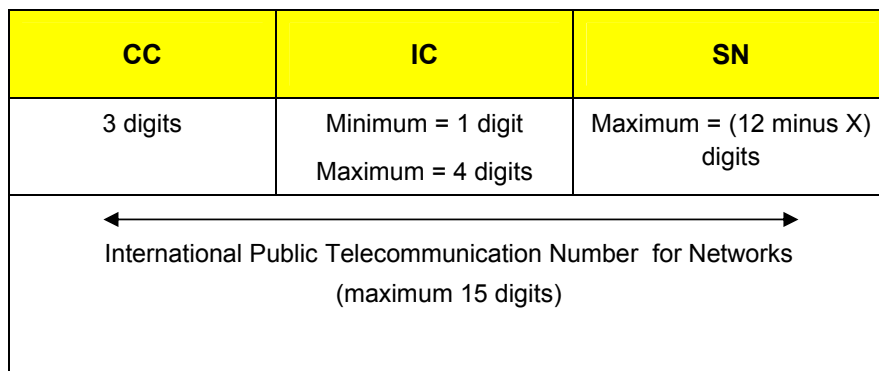 CC
IC
SN
3 digits
Minimum = 1 digit
Maximum = 4 digits
Maximum = (12 minus X)
digits
International Public Telecommunication Number for Networks
(maximum 15 digits)